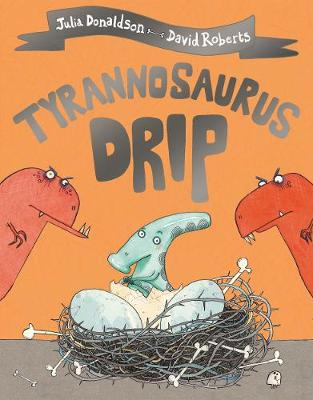 Julia Donaldson David Roberts
TYRANNOSAURUS
DRIP